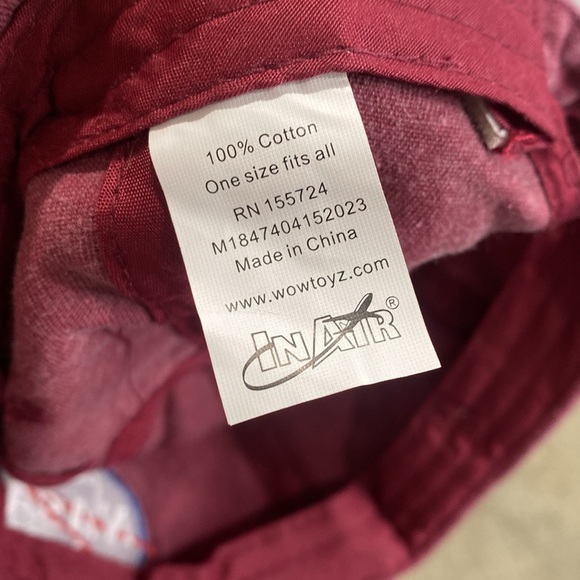 100% Cotton
One size fits all
RN 155724
M1847404152023
Made in China
www.wowtoyz.com
INAIR®